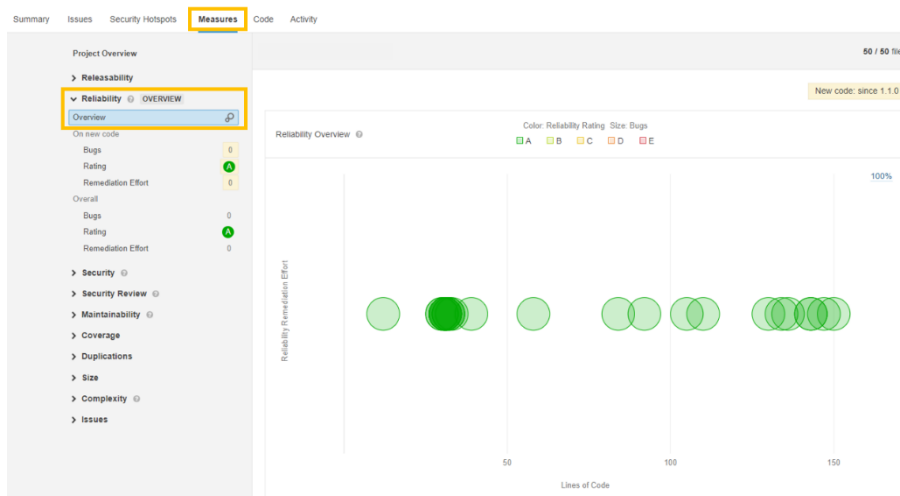 Summary Issues Security Hotspots Measures Code Activity
Project Overview
50 / 50 file
Releasability
Reliability OVERVIEW
New code: since 1.1.0
Overview
On new code
Bugs 0
Rating A
Remediation Effort 0
Overall
Bugs 0
Rating A
Remediation Effort 0
Security
Security Review
Maintainability
Coverage
Duplications
Size
Complexity
Issues
Reliability Overview
Color: Reliability Rating Size: Bugs
A B C D E
100%
Reliability Remediation Effort
50 100 150
Lines of Code